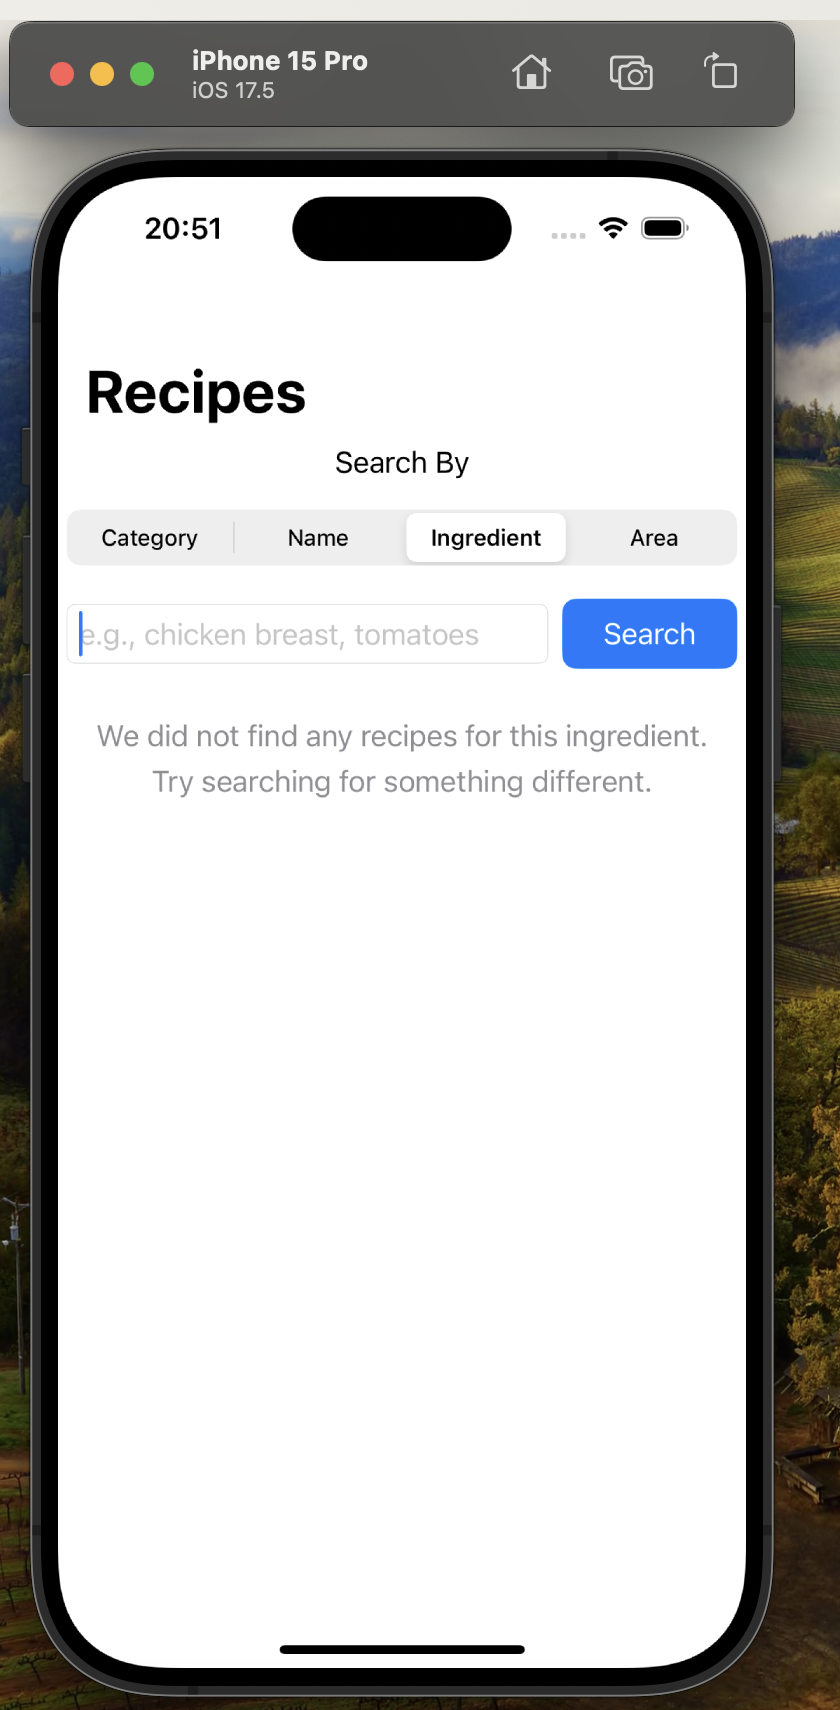 iPhone 15 Pro
iOS 17.5
20:51
Recipes
Search By
Category Name Ingredient Area
e.g., chicken breast, tomatoes Search
We did not find any recipes for this ingredient.
Try searching for something different.